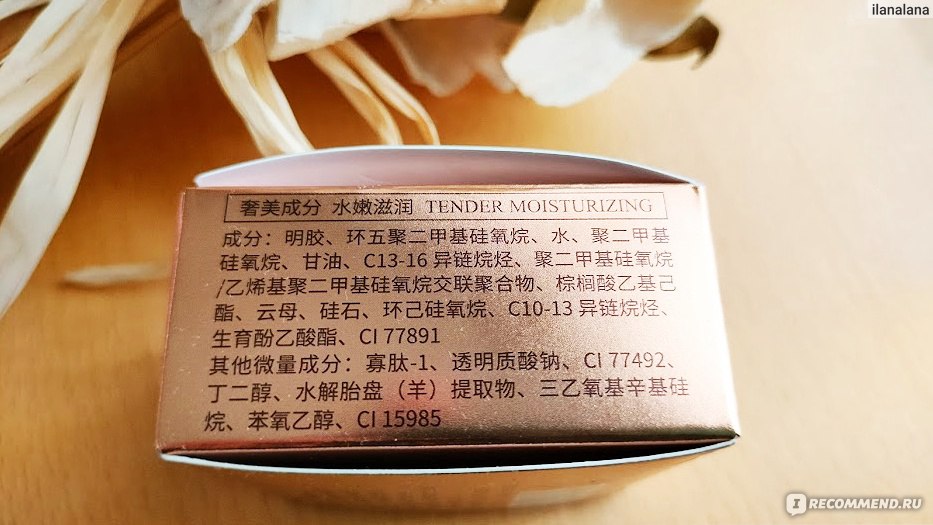 ilanalana
奢美成分 水嫩滋润 TENDER MOISTURIZING
成分：明胶、环五聚二甲基硅氧烷、水、聚二甲基
硅氧烷、甘油、C13-16 异链烷烃、聚二甲基硅氧烷
/乙烯基聚二甲基硅氧烷交联聚合物、棕榈酸乙基己
酯、云母、硅石、环己硅氧烷、C10-13 异链烷烃、
生育酚乙酸酯、CI 77891
其他微量成分：寡肽-1、透明质酸钠、CI 77492、
丁二醇、水解胎盘（羊）提取物、三乙氧基辛基硅
烷、苯氧乙醇、CI 15985
I RECOMMEND.RU